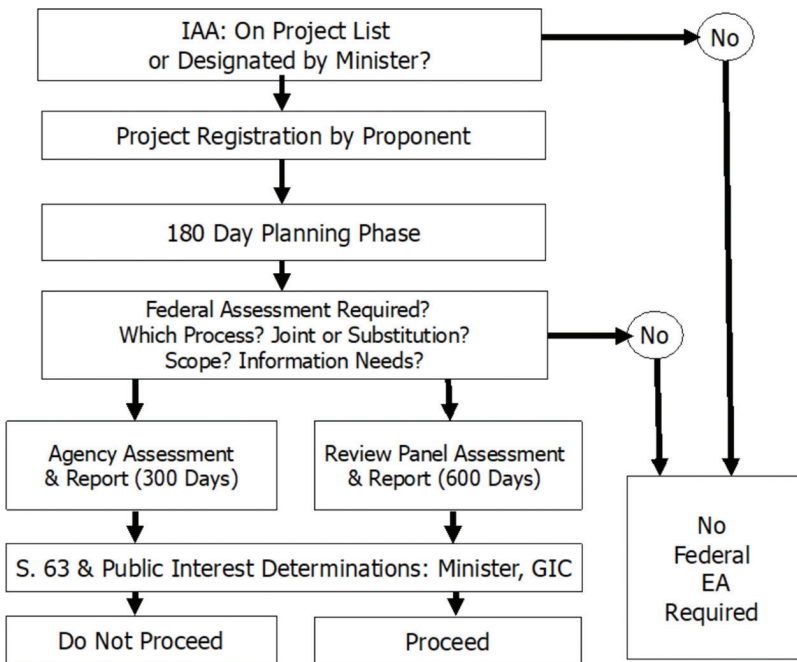 IAA: On Project List
or Designated by Minister?
No
Project Registration by Proponent
180 Day Planning Phase
Federal Assessment Required?
Which Process? Joint or Substitution?
Scope? Information Needs?
No
Agency Assessment
& Report (300 Days)
Review Panel Assessment
& Report (600 Days)
No
Federal
EA
Required
S. 63 & Public Interest Determinations: Minister, GIC
Do Not Proceed
Proceed